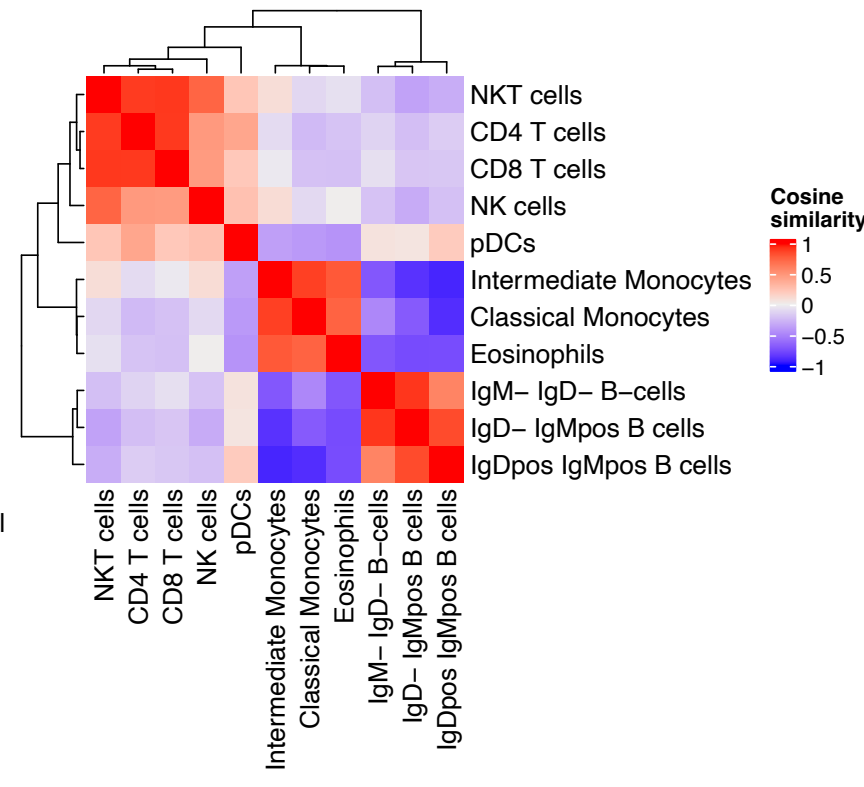 NKT cells
CD4 T cells
CD8 T cells
NK cells
pDCs
Intermediate Monocytes
Classical Monocytes
Eosinophils
IgM− IgD− B−cells
IgD− IgMpos B cells
IgDpos IgMpos B cells
Cosine
similarity
1
0.5
0
−0.5
−1
l
NKT cells
CD4 T cells
CD8 T cells
NK cells
pDCs
Intermediate Monocytes
Classical Monocytes
Eosinophils
IgM− IgD− B−cells
IgD− IgMpos B cells
IgDpos IgMpos B cells